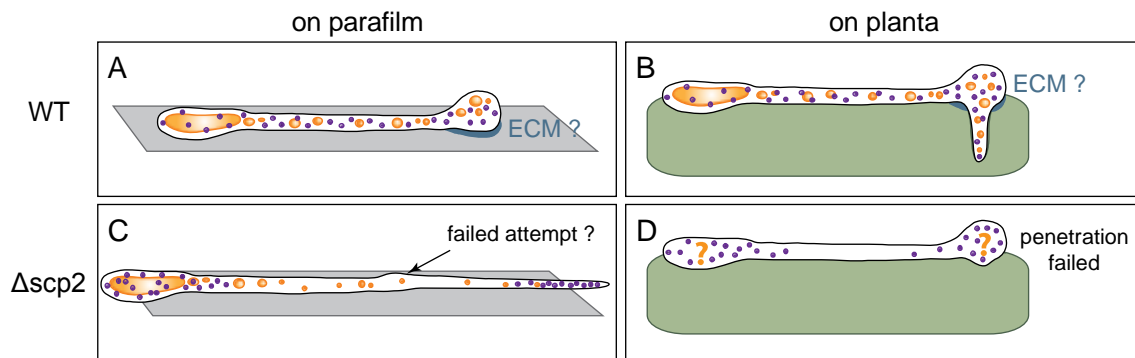 on parafilm
on planta
WT
A
ECM ?
B
ECM ?
Δscp2
C
failed attempt ?
D
?
?
penetration
failed